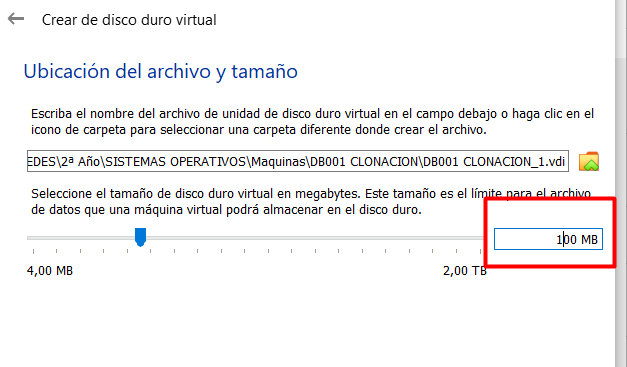 Crear de disco duro virtual
Ubicación del archivo y tamaño
Escriba el nombre del archivo de unidad de disco duro virtual en el campo debajo o haga clic en el
icono de carpeta para seleccionar una carpeta diferente donde crear el archivo.
EDES\2ª Año\SISTEMAS OPERATIVOS\Maquinas\DB001 CLONACION\DB001 CLONACION_1.vdi
Seleccione el tamaño de disco duro virtual en megabytes. Este tamaño es el límite para el archivo
de datos que una máquina virtual podrá almacenar en el disco duro.
100 MB
4,00 MB 2,00 TB